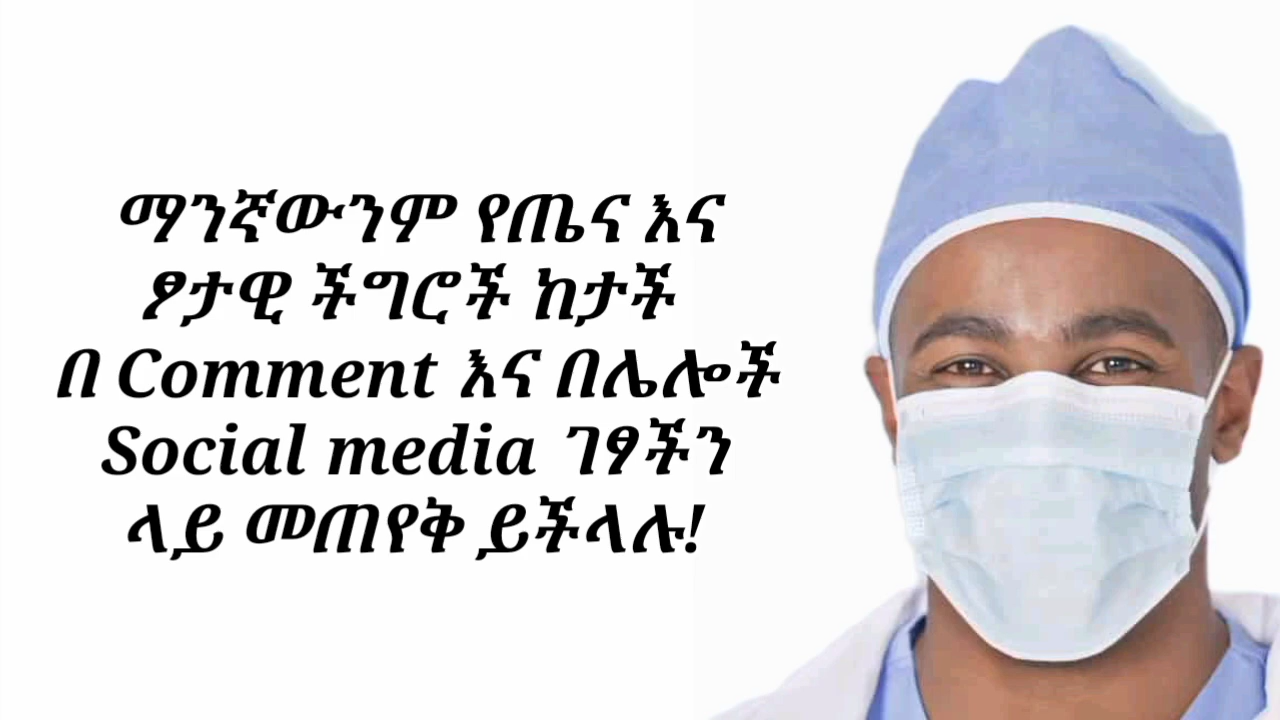 ማንኛውንም የጤና እና
ፆታዊ ችግሮች ከታች
በ Comment እና በሌሎች
Social media ገፃችን
ላይ መጠየቅ ይችላሉ!